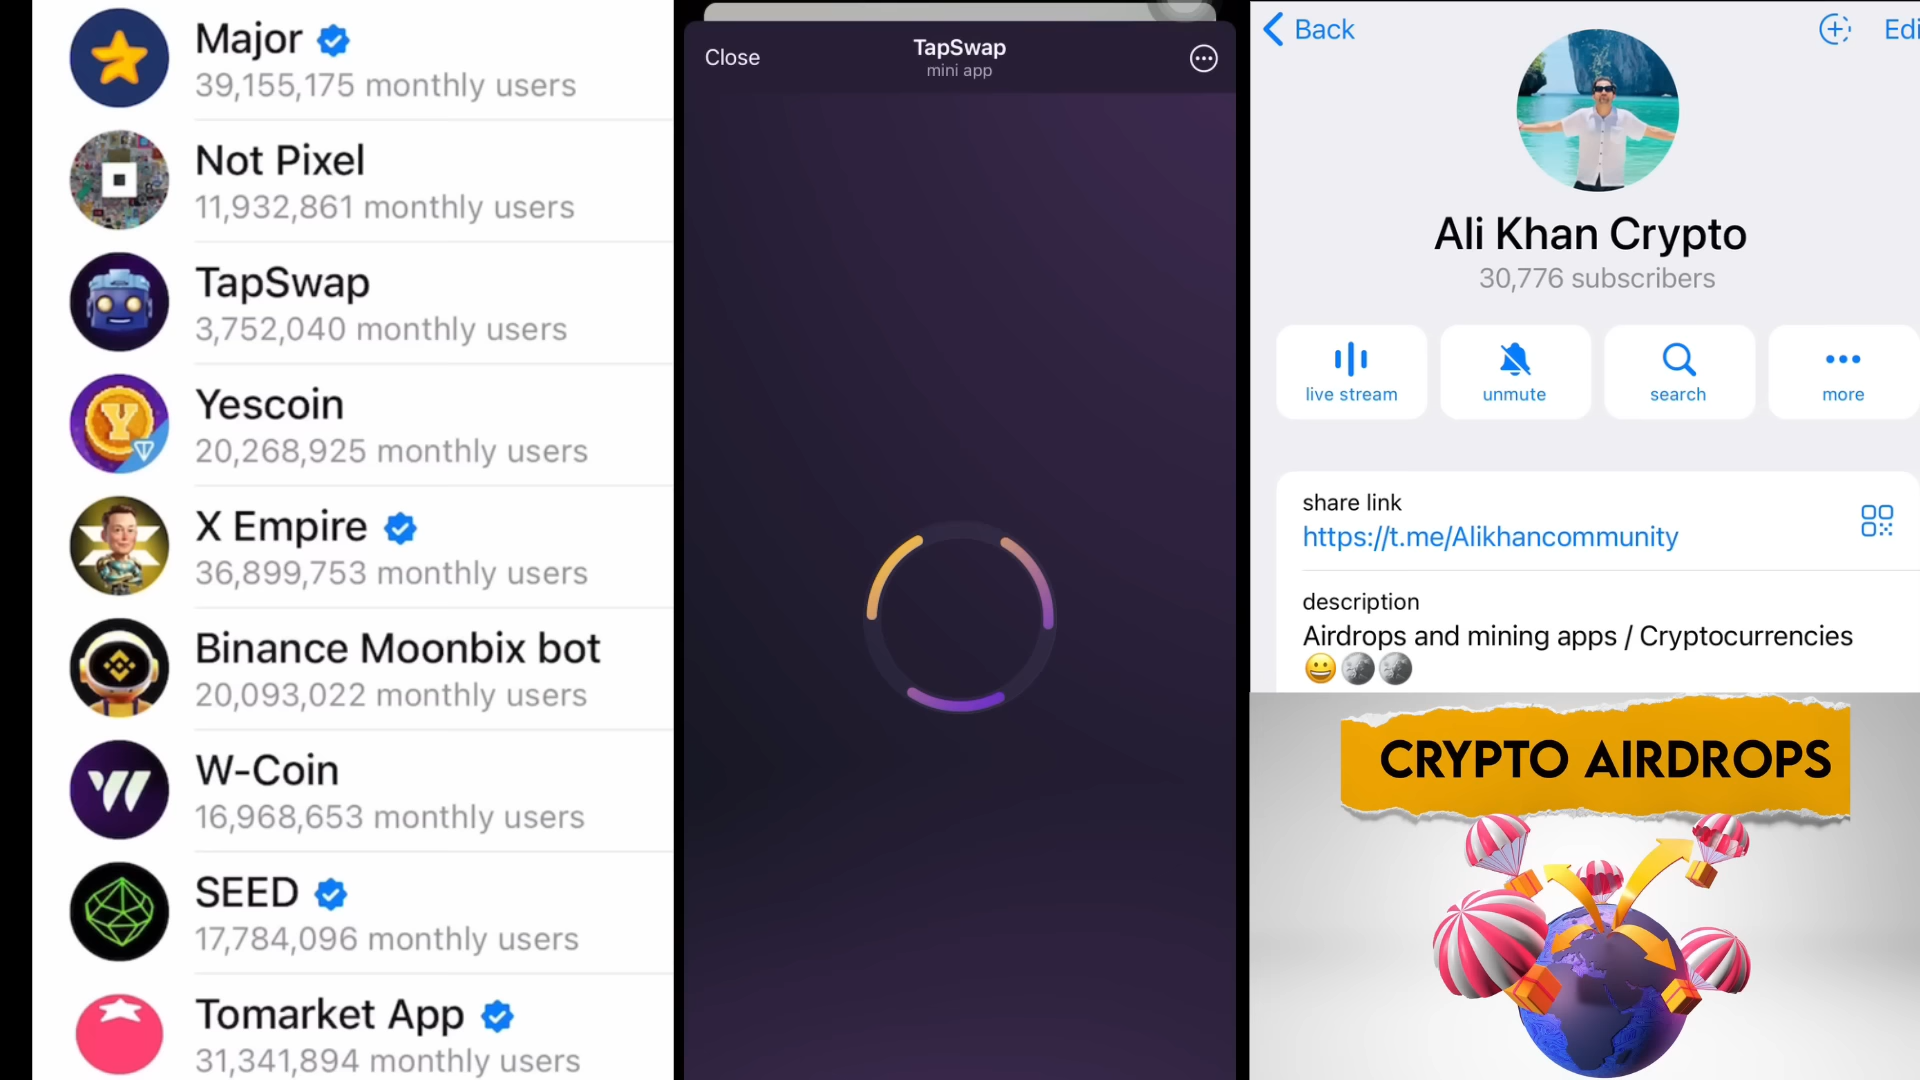 Major
39,155,175 monthly users
Not Pixel
11,932,861 monthly users
TapSwap
3,752,040 monthly users
Yescoin
20,268,925 monthly users
X Empire
36,899,753 monthly users
Binance Moonbix bot
20,093,022 monthly users
W-Coin
16,968,653 monthly users
SEED
17,784,096 monthly users
Tomarket App
31,341,894 monthly users
Close
TapSwap
mini app
Back
Edi
Ali Khan Crypto
30,776 subscribers
live stream
unmute
search
more
share link
https://t.me/Alikhancommunity
description
Airdrops and mining apps / Cryptocurrencies
😀🌚🌚
CRYPTO AIRDROPS